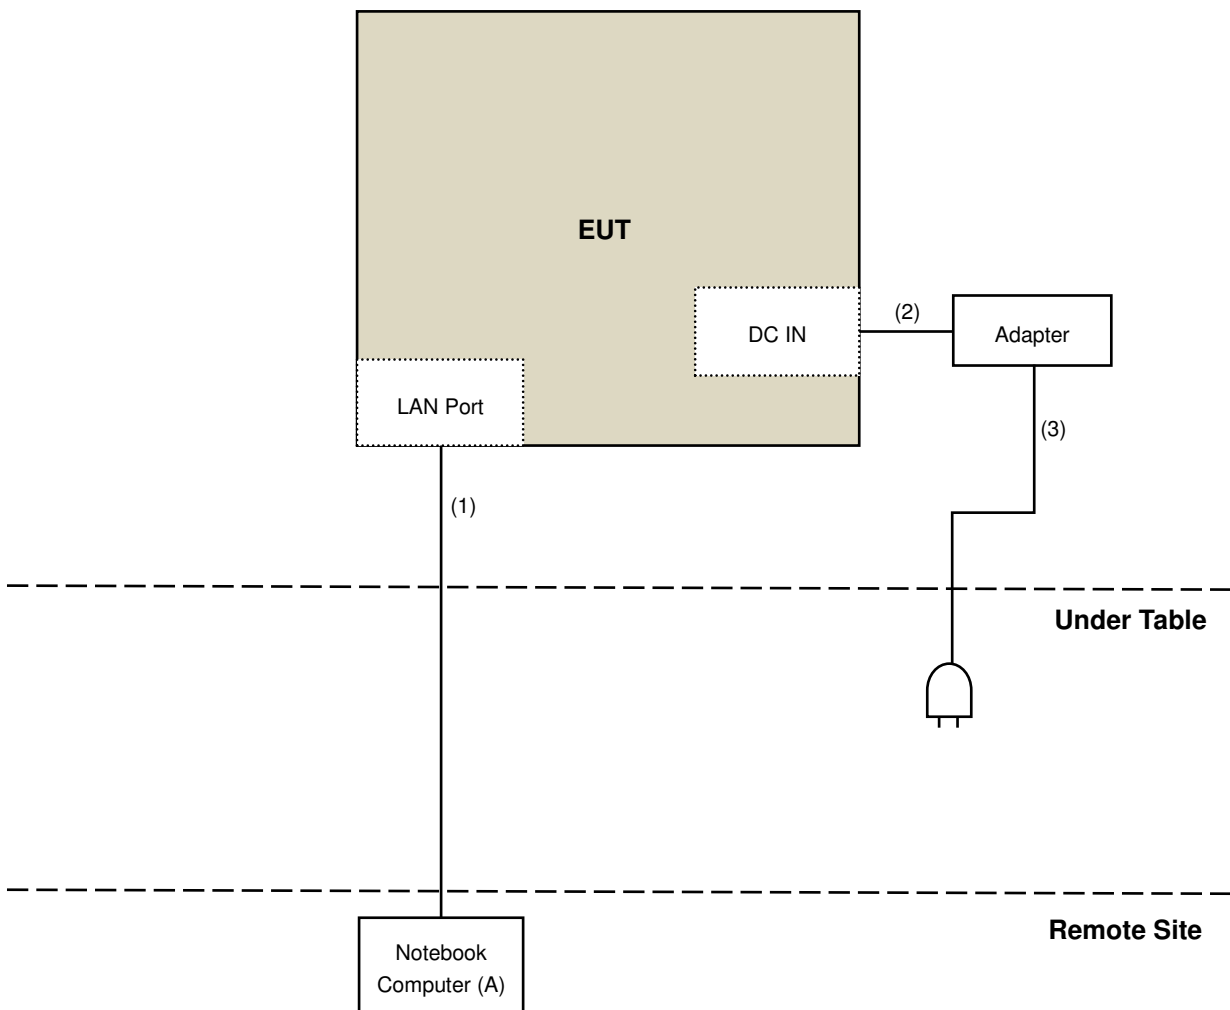 EUT
DC IN
(2)
Adapter
LAN Port
(3)
(1)
Under Table
Remote Site
Notebook
Computer (A)